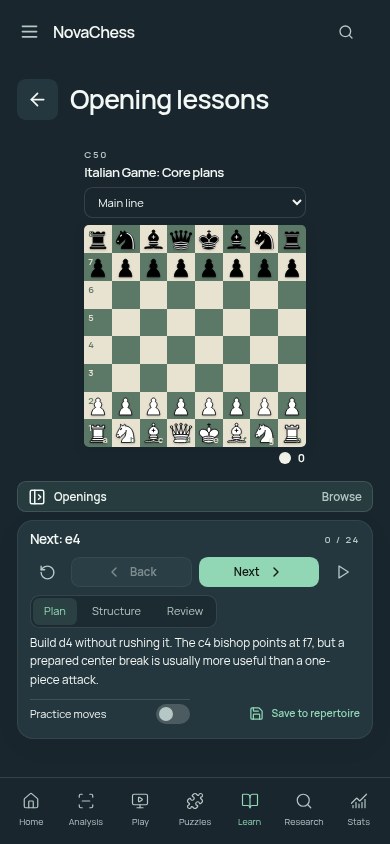 NovaChess
Opening lessons
C50
Italian Game: Core plans
Main line
7
6
5
4
3
2
0
Openings
Browse
Next: e4
0 / 24
Back
Next
Plan
Structure
Review
Build d4 without rushing it. The c4 bishop points at f7, but a
prepared center break is usually more useful than a one-
piece attack.
Practice moves
Save to repertoire
Home
Analysis
Play
Puzzles
Learn
Research
Stats